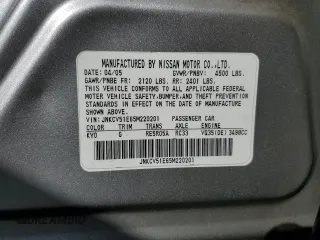 MANUFACTURED BY NISSAN MOTOR CO.,LTD.
DATE: 04/05 GVWR/PNBV: 4500 LBS.
GAWR/PNBE FR: 2120 LBS. RR: 2401 LBS.
THIS VEHICLE CONFORMS TO ALL APPLICABLE FEDERAL
MOTOR VEHICLE SAFETY,BUMPER,AND THEFT PREVENTION
STANDARDS IN EFFECT ON THE DATE OF MANUFACTURE
SHOWN ABOVE.
VIN:JNKCV51E65M220201 PASSENGER CAR
COLOR TRIM TRANS AXLE ENGINE
KY0 G RE5R05A RC33 VQ35(DE) 3498CC
JNKCV51E65M220201